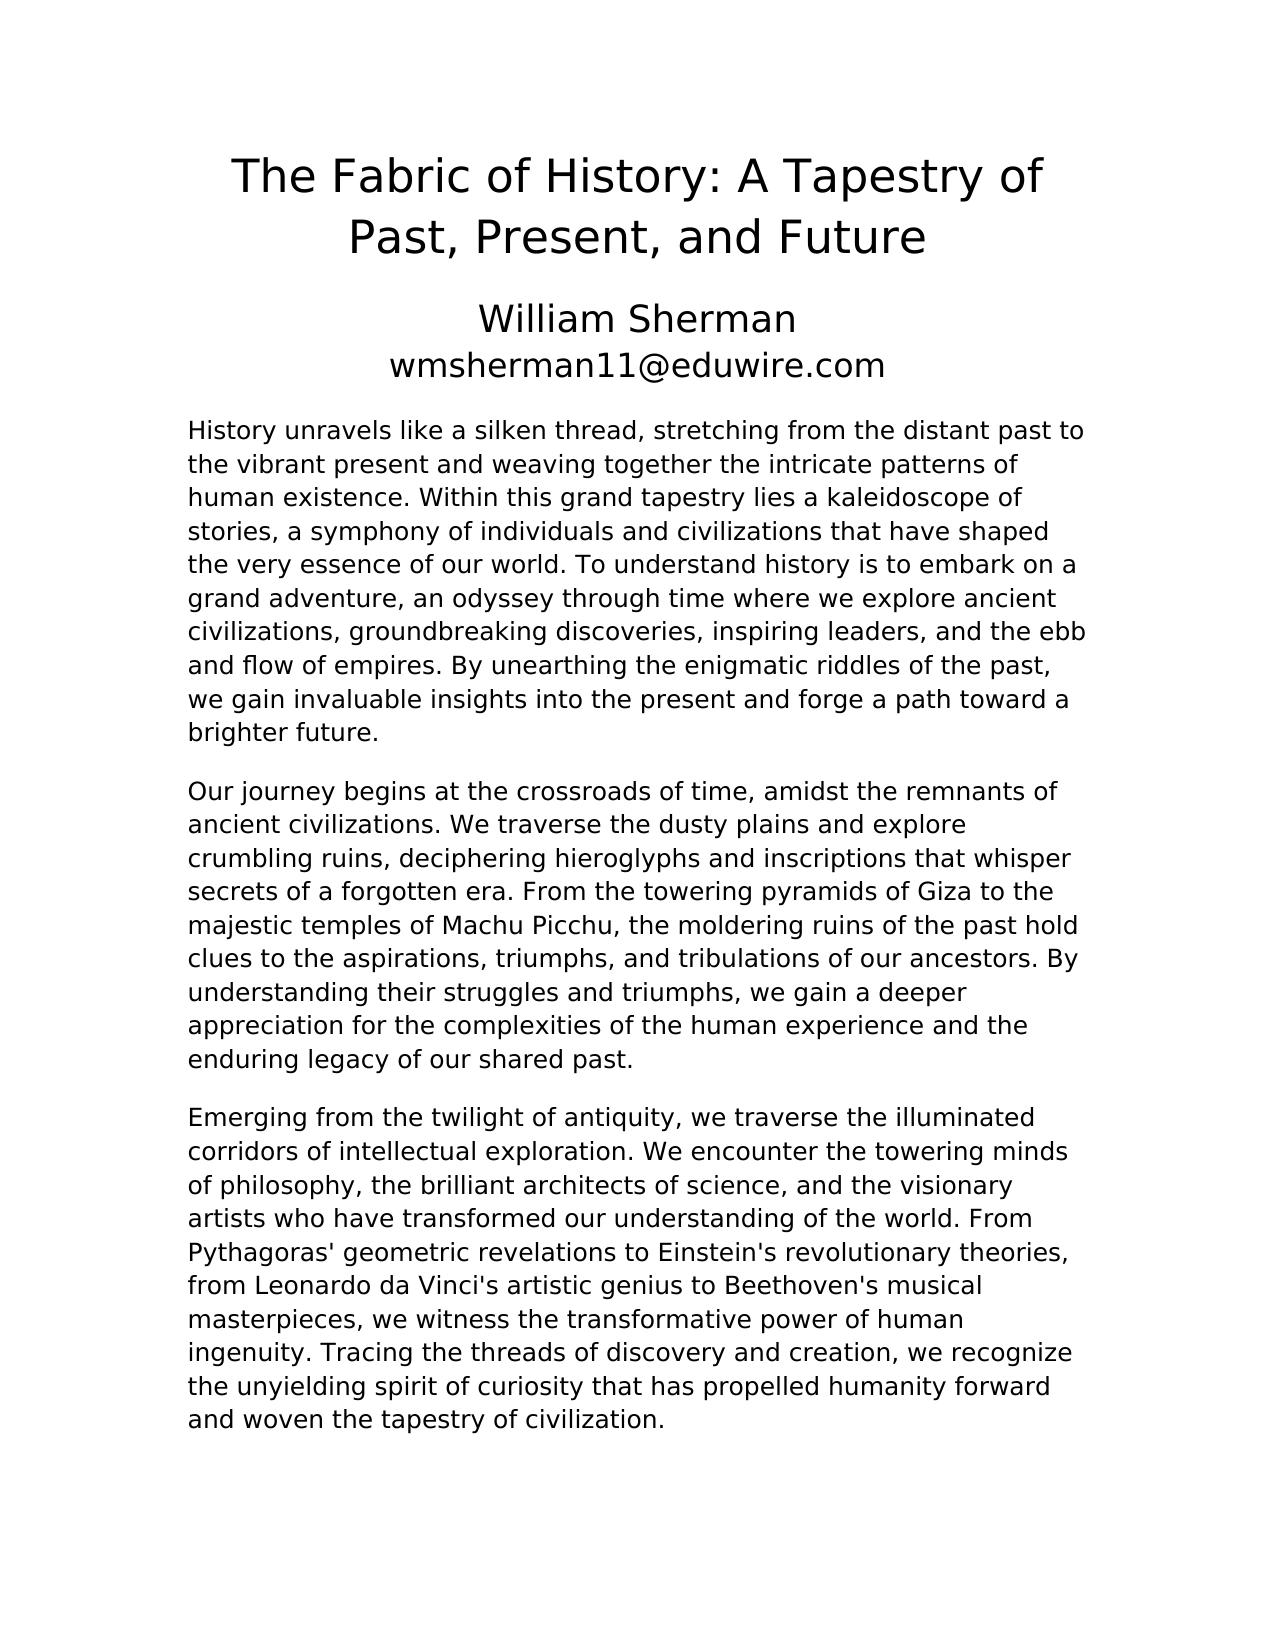 The Fabric of History: A Tapestry of
Past, Present, and Future
William Sherman
wmsherman11@eduwire.com
History unravels like a silken thread, stretching from the distant past to
the vibrant present and weaving together the intricate patterns of
human existence. Within this grand tapestry lies a kaleidoscope of
stories, a symphony of individuals and civilizations that have shaped
the very essence of our world. To understand history is to embark on a
grand adventure, an odyssey through time where we explore ancient
civilizations, groundbreaking discoveries, inspiring leaders, and the ebb
and flow of empires. By unearthing the enigmatic riddles of the past,
we gain invaluable insights into the present and forge a path toward a
brighter future.
Our journey begins at the crossroads of time, amidst the remnants of
ancient civilizations. We traverse the dusty plains and explore
crumbling ruins, deciphering hieroglyphs and inscriptions that whisper
secrets of a forgotten era. From the towering pyramids of Giza to the
majestic temples of Machu Picchu, the moldering ruins of the past hold
clues to the aspirations, triumphs, and tribulations of our ancestors. By
understanding their struggles and triumphs, we gain a deeper
appreciation for the complexities of the human experience and the
enduring legacy of our shared past.
Emerging from the twilight of antiquity, we traverse the illuminated
corridors of intellectual exploration. We encounter the towering minds
of philosophy, the brilliant architects of science, and the visionary
artists who have transformed our understanding of the world. From
Pythagoras' geometric revelations to Einstein's revolutionary theories,
from Leonardo da Vinci's artistic genius to Beethoven's musical
masterpieces, we witness the transformative power of human
ingenuity. Tracing the threads of discovery and creation, we recognize
the unyielding spirit of curiosity that has propelled humanity forward
and woven the tapestry of civilization.